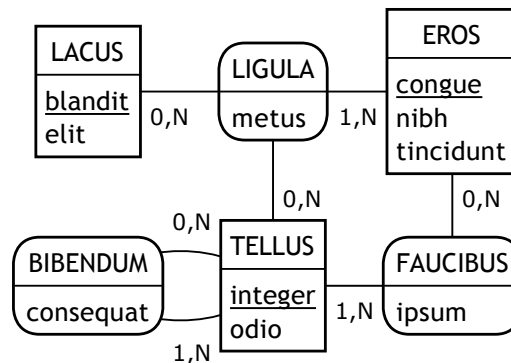 LACUS
blandit
elit
0,N
LIGULA
metus
1,N
EROS
congue
nibh
tincidunt
0,N
0,N
0,N
BIBENDUM
consequat
1,N
TELLUS
integer
odio
1,N
FAUCIBUS
ipsum